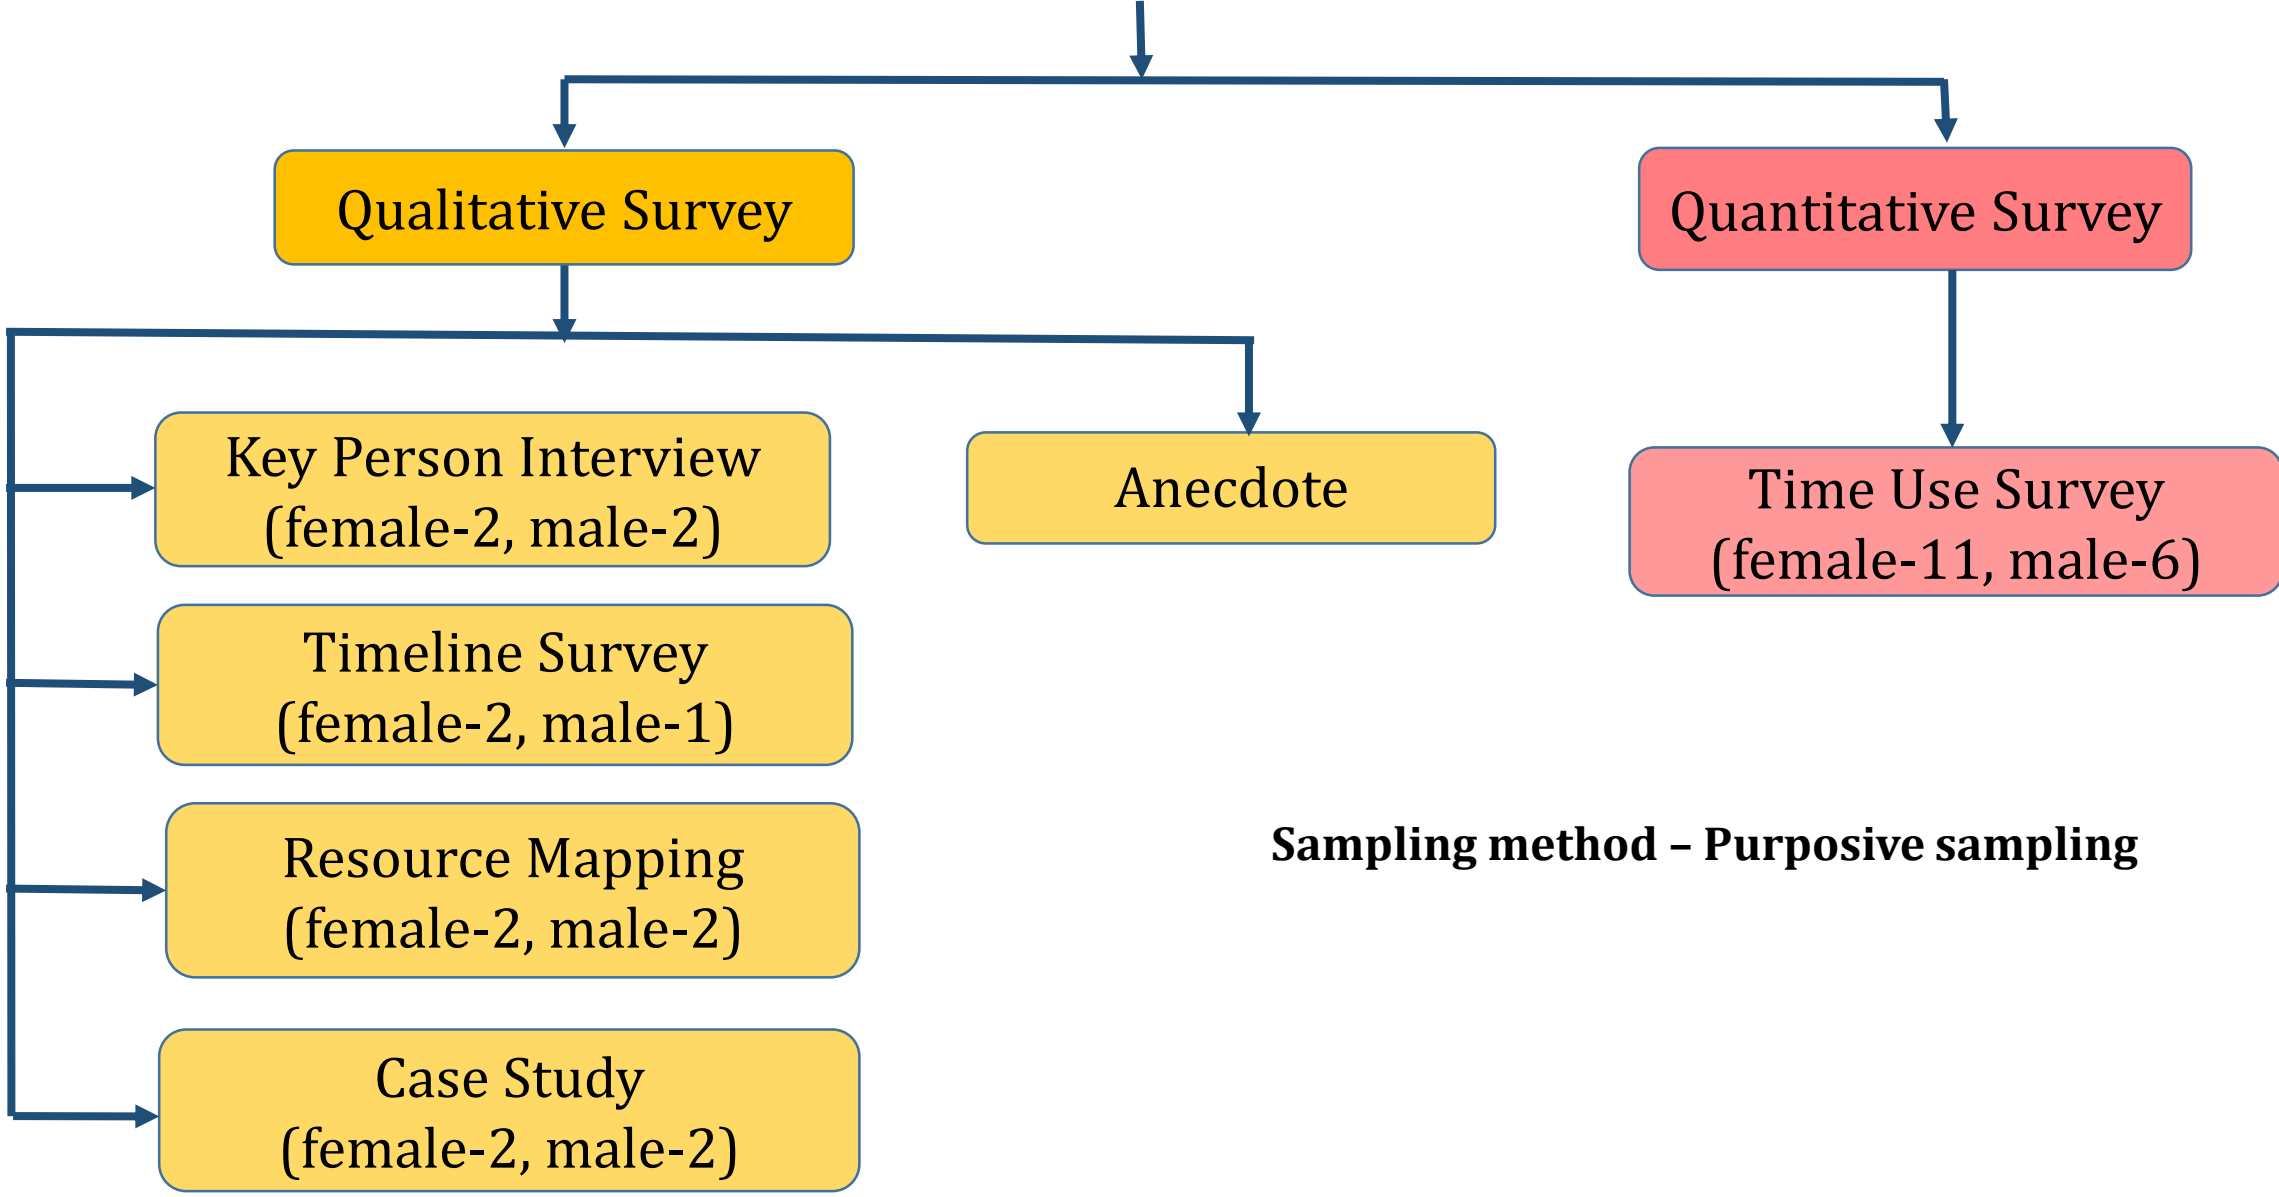 Qualitative Survey
Quantitative Survey
Key Person Interview
(female-2, male-2)
Anecdote
Time Use Survey
(female-11, male-6)
Timeline Survey
(female-2, male-1)
Resource Mapping
(female-2, male-2)
Sampling method – Purposive sampling
Case Study
(female-2, male-2)